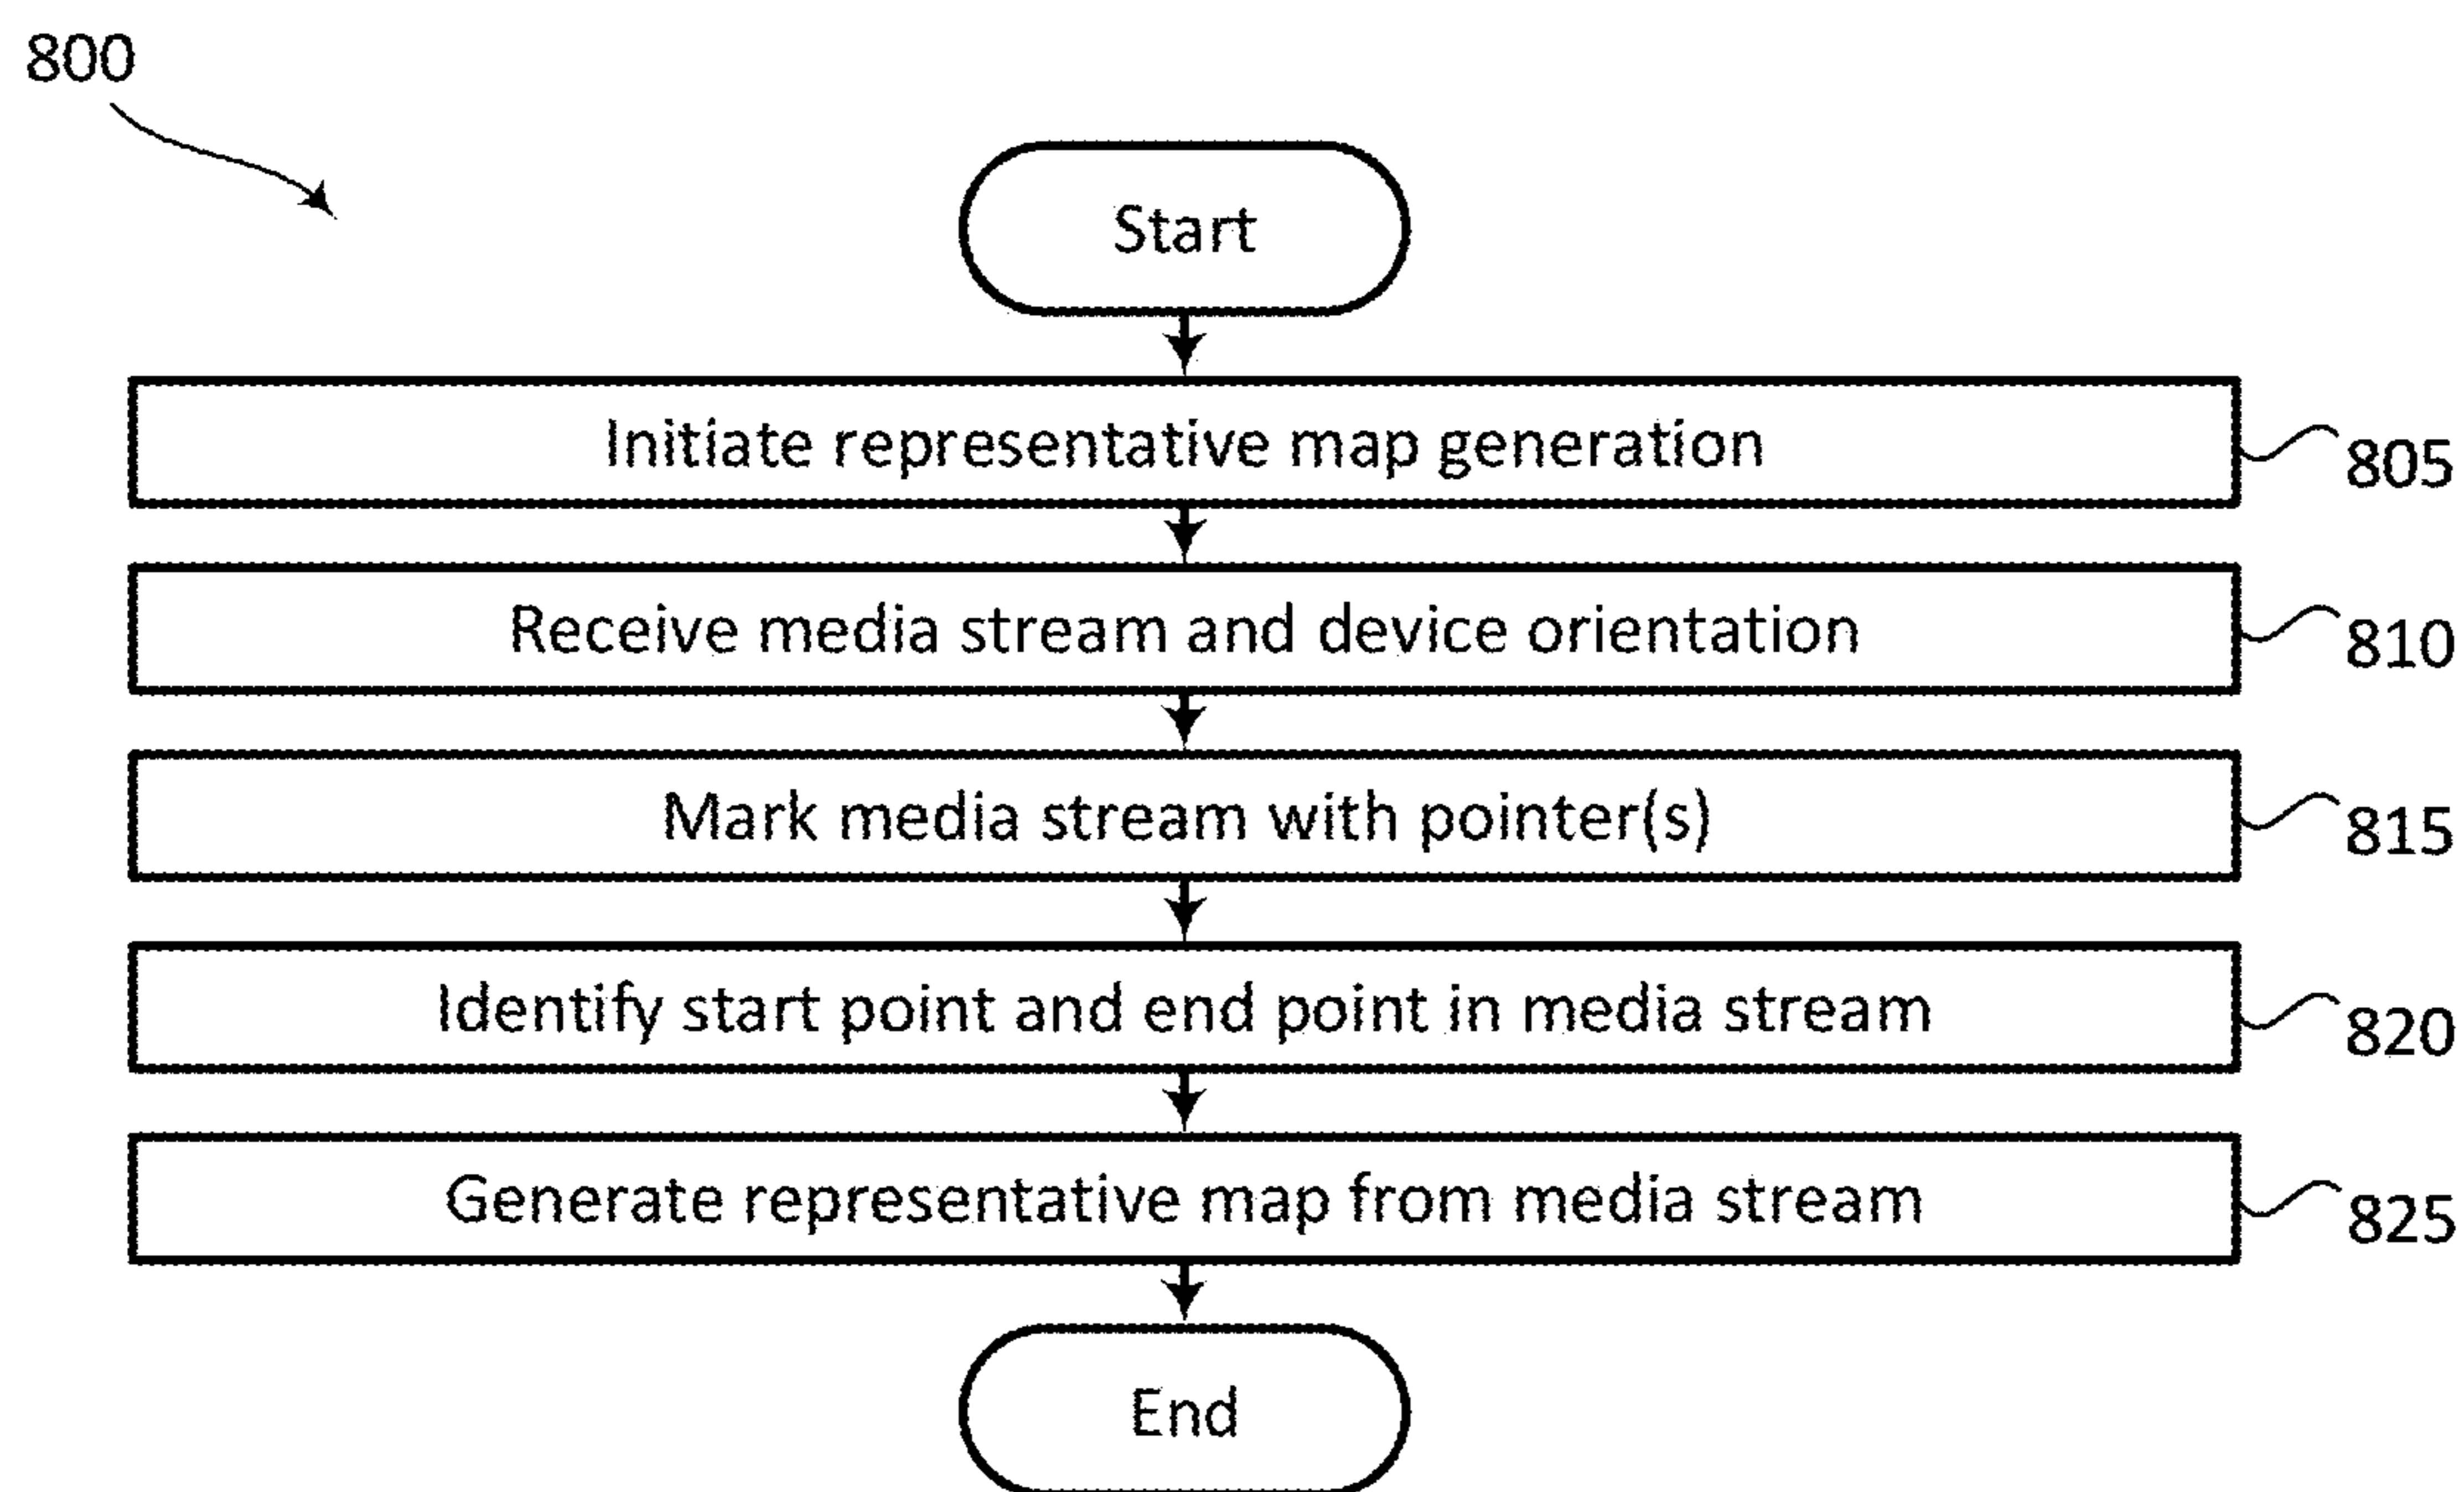 800
Start
Initiate representative map generation
805
Receive media stream and device orientation
810
Mark media stream with pointer(s)
815
Identify start point and end point in media stream
820
Generate representative map from media stream
825
End